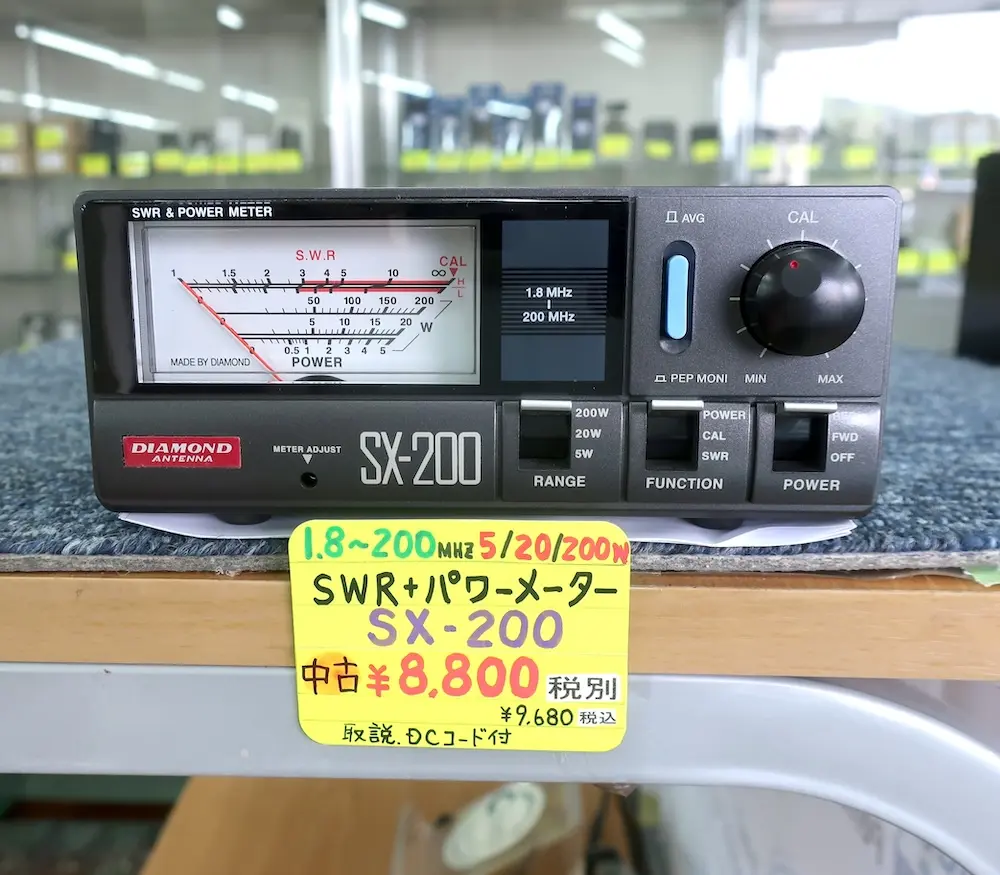 SWR & POWER METER
S.W.R
CAL
1 1.5 2 3 4 5 10 ∞
H
L
50 100 150 200
5 10 15 20
W
0.5 1 2 3 4 5
0
0
0
MADE BY DIAMOND
POWER
1.8 MHz
200 MHz
AVG
PEP MONI
CAL
MIN
MAX
DIAMOND
ANTENNA
METER ADJUST
SX-200
200W
20W
5W
RANGE
POWER
CAL
SWR
FUNCTION
FWD
OFF
POWER
1.8~200MHZ 5/20/200W
SWR+パワーメーター
SX-200
中古 ¥8,800 税別
¥9,680 税込
取説.DCコード付